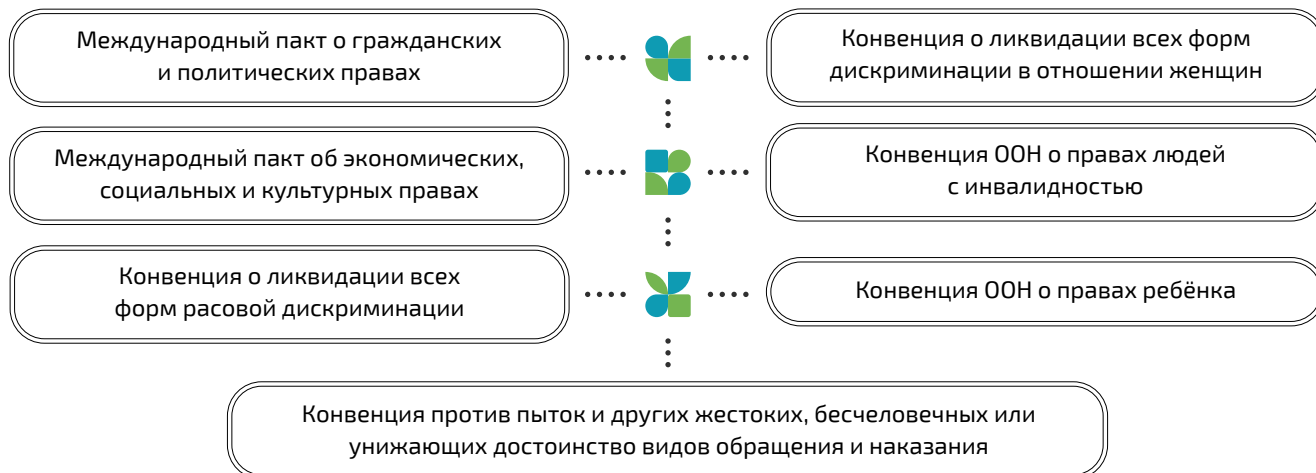 Международный пакт о гражданских
и политических правах
Конвенция о ликвидации всех форм
дискриминации в отношении женщин
Международный пакт об экономических,
социальных и культурных правах
Конвенция ООН о правах людей
с инвалидностью
Конвенция о ликвидации всех
форм расовой дискриминации
Конвенция ООН о правах ребёнка
Конвенция против пыток и других жестоких, бесчеловечных или
унижающих достоинство видов обращения и наказания